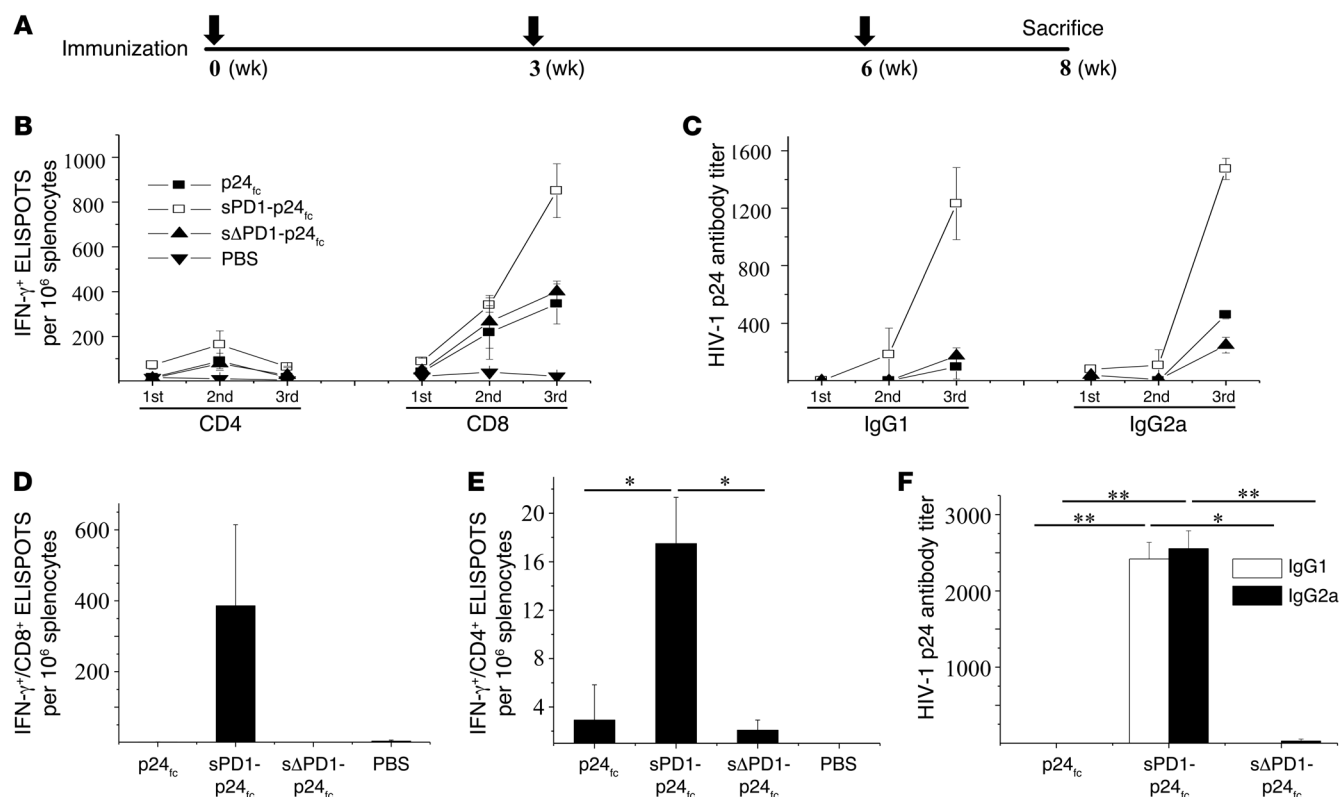 A
Immunization
Sacrifice
0 (wk)
3 (wk)
6 (wk)
8 (wk)
B
IFN-γ+ ELISPOTS
per 10⁶ splenocytes
1000
800
600
400
200
p24fc
sPD1-p24fc
sΔPD1-p24fc
PBS
1st
2nd
3rd
1st
2nd
3rd
CD4
CD8
C
HIV-1 p24 antibody titer
1600
1200
800
400
1st
2nd
3rd
1st
2nd
3rd
IgG1
IgG2a
D
IFN-γ+/CD8+ ELISPOTS
per 10⁶ splenocytes
600
400
200
p24fc
sPD1-
p24fc
sΔPD1-
p24fc
PBS
E
IFN-γ+/CD4+ ELISPOTS
per 10⁶ splenocytes
20
16
12
8
4
* *
p24fc
sPD1-
p24fc
sΔPD1-
p24fc
PBS
F
HIV-1 p24 antibody titer
3000
2500
2000
1000
** **
** *
IgG1
IgG2a
p24fc
sPD1-
p24fc
sΔPD1-
p24fc